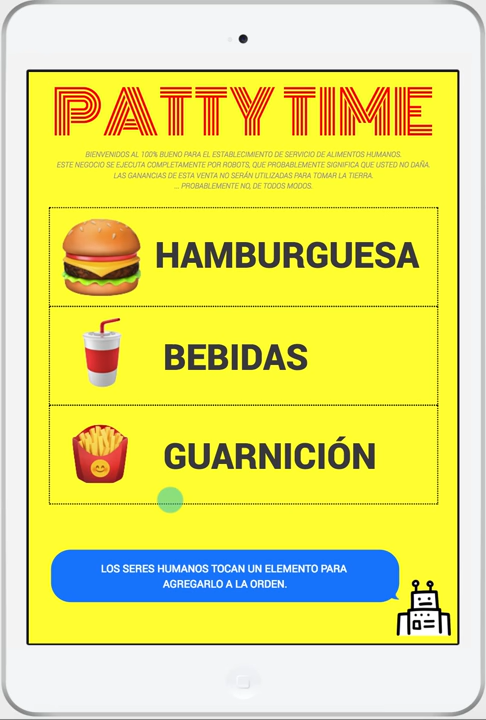 PATTY TIME
BIENVENIDOS AL 100% BUENO PARA EL ESTABLECIMIENTO DE SERVICIO DE ALIMENTOS HUMANOS.
ESTE NEGOCIO SE EJECUTA COMPLETAMENTE POR ROBOTS, QUE PROBABLEMENTE SIGNIFICA QUE USTED NO DAÑA.
LAS GANANCIAS DE ESTA VENTA NO SERÁN UTILIZADAS PARA TOMAR LA TIERRA.
... PROBABLEMENTE NO, DE TODOS MODOS.
HAMBURGUESA
BEBIDAS
GUARNICIÓN
LOS SERES HUMANOS TOCAN UN ELEMENTO PARA
AGREGARLO A LA ORDEN.